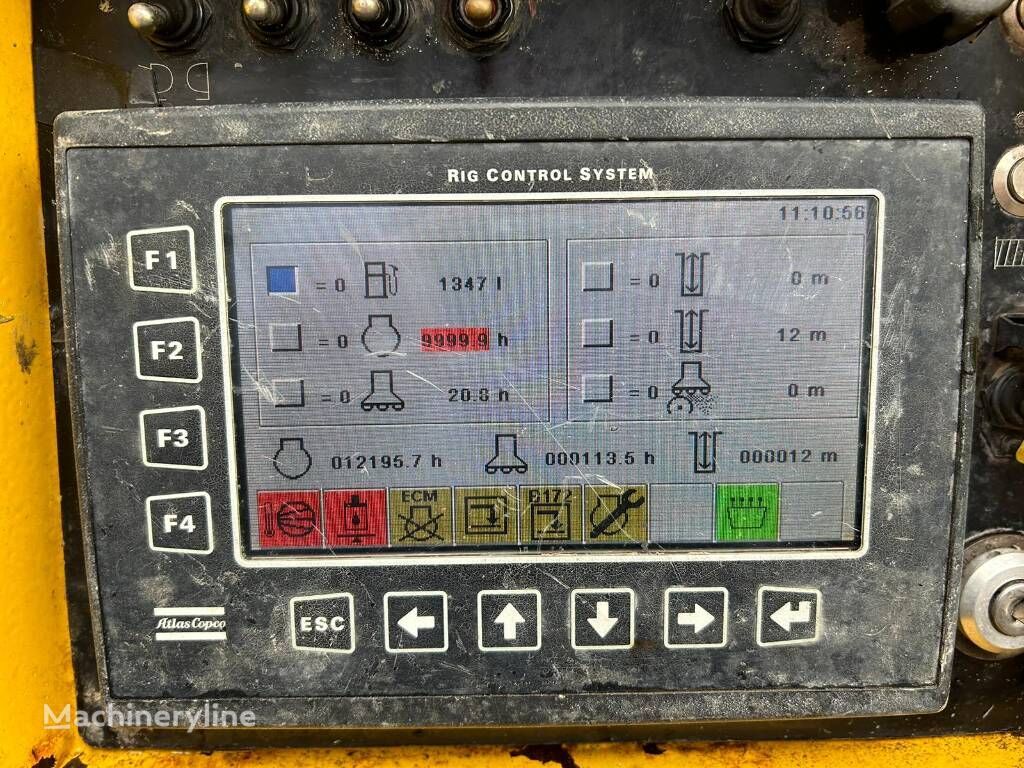 RIG CONTROL SYSTEM
11:10:56
F1
= 0 1347 l
= 0 0 m
F2
= 0 9999.9 h
= 0 12 m
= 0 20.8 h
= 0 0 m
F3
012195.7 h 000113.5 h 000012 m
F4
ECM B172
Atlas Copco
ESC
Machineryline